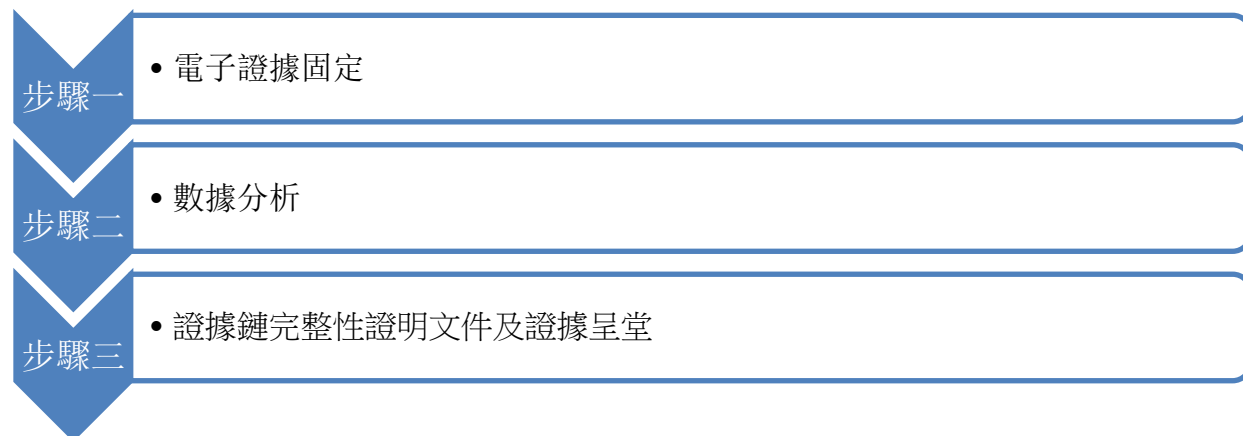 步驟一
• 電子證據固定
步驟二
• 數據分析
步驟三
• 證據鏈完整性證明文件及證據呈堂